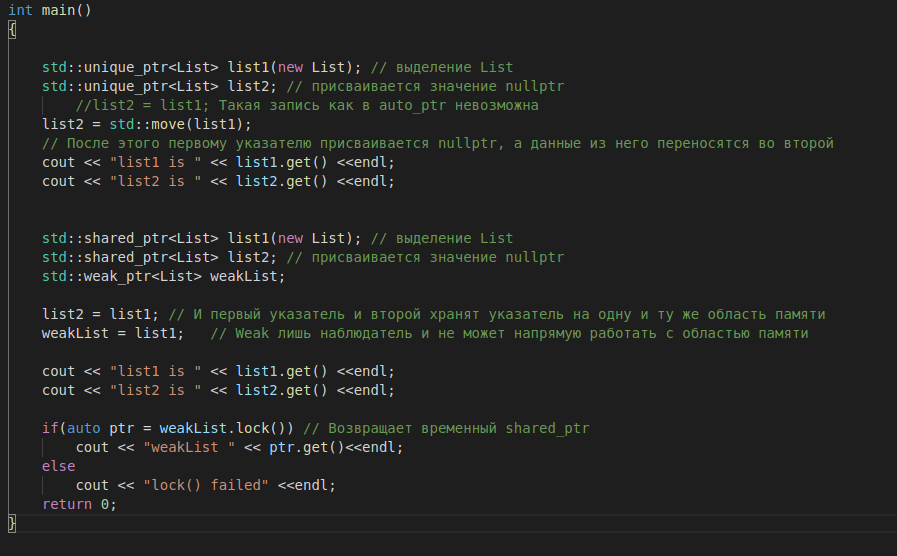 int main()
{
std::unique_ptr<List> list1(new List); // выделение List
std::unique_ptr<List> list2; // присваивается значение nullptr
//list2 = list1; Такая запись как в auto_ptr невозможна
list2 = std::move(list1);
// После этого первому указателю присваивается nullptr, а данные из него переносятся во второй
cout << "list1 is " << list1.get() <<endl;
cout << "list2 is " << list2.get() <<endl;
std::shared_ptr<List> list1(new List); // выделение List
std::shared_ptr<List> list2; // присваивается значение nullptr
std::weak_ptr<List> weakList;
list2 = list1; // И первый указатель и второй хранят указатель на одну и ту же область памяти
weakList = list1;   // Weak лишь наблюдатель и не может напрямую работать с областью памяти
cout << "list1 is " << list1.get() <<endl;
cout << "list2 is " << list2.get() <<endl;
if(auto ptr = weakList.lock()) // Возвращает временный shared_ptr
cout << "weakList " << ptr.get()<<endl;
else
cout << "lock() failed" <<endl;
return 0;
}